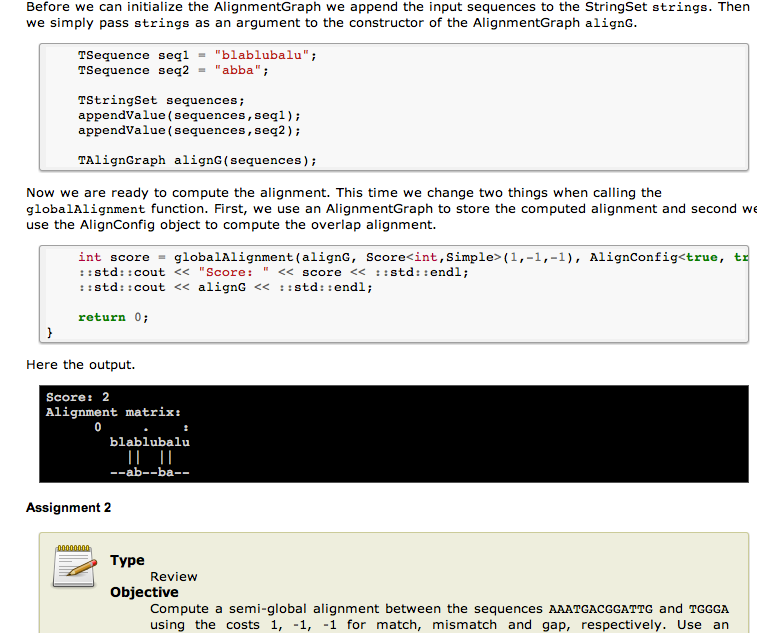 Before we can initialize the AlignmentGraph we append the input sequences to the StringSet strings. Then
we simply pass strings as an argument to the constructor of the AlignmentGraph alignG.
TSequence seq1 = "blablubalu";
TSequence seq2 = "abba";
TStringSet sequences;
appendValue(sequences,seq1);
appendValue(sequences,seq2);
TAlignGraph alignG(sequences);
Now we are ready to compute the alignment. This time we change two things when calling the
globalAlignment function. First, we use an AlignmentGraph to store the computed alignment and second we
use the AlignConfig object to compute the overlap alignment.
int score = globalAlignment(alignG, Score<int,Simple>(1,-1,-1), AlignConfig<true, tr
::std::cout << "Score: " << score << ::std::endl;
::std::cout << alignG << ::std::endl;
return 0;
}
Here the output.
Score: 2
Alignment matrix:
0     .    :
blablubalu
||  ||
--ab--ba--
Assignment 2
Type
Review
Objective
Compute a semi-global alignment between the sequences AAATGACGGATTG and TGGGA
using the costs 1, -1, -1 for match, mismatch and gap, respectively. Use an